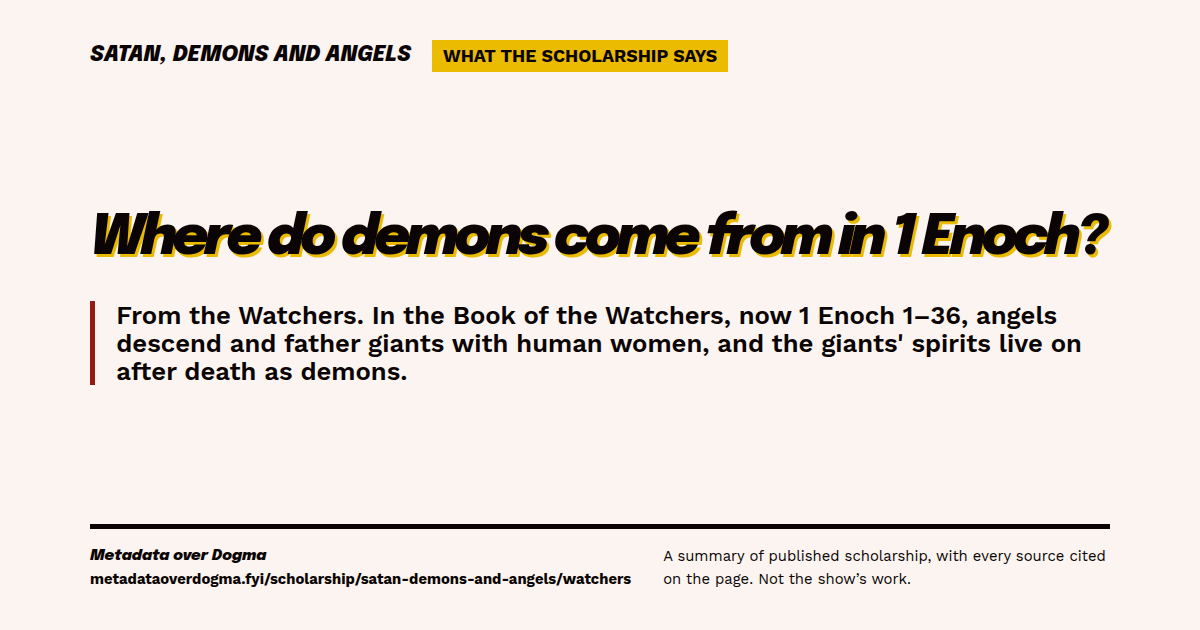 SATAN, DEMONS AND ANGELS
WHAT THE SCHOLARSHIP SAYS
Where do demons come from in 1 Enoch?
From the Watchers. In the Book of the Watchers, now 1 Enoch 1–36, angels
descend and father giants with human women, and the giants' spirits live on
after death as demons.
Metadata over Dogma
metadataoverdogma.fyi/scholarship/satan-demons-and-angels/watchers
A summary of published scholarship, with every source cited
on the page. Not the show’s work.